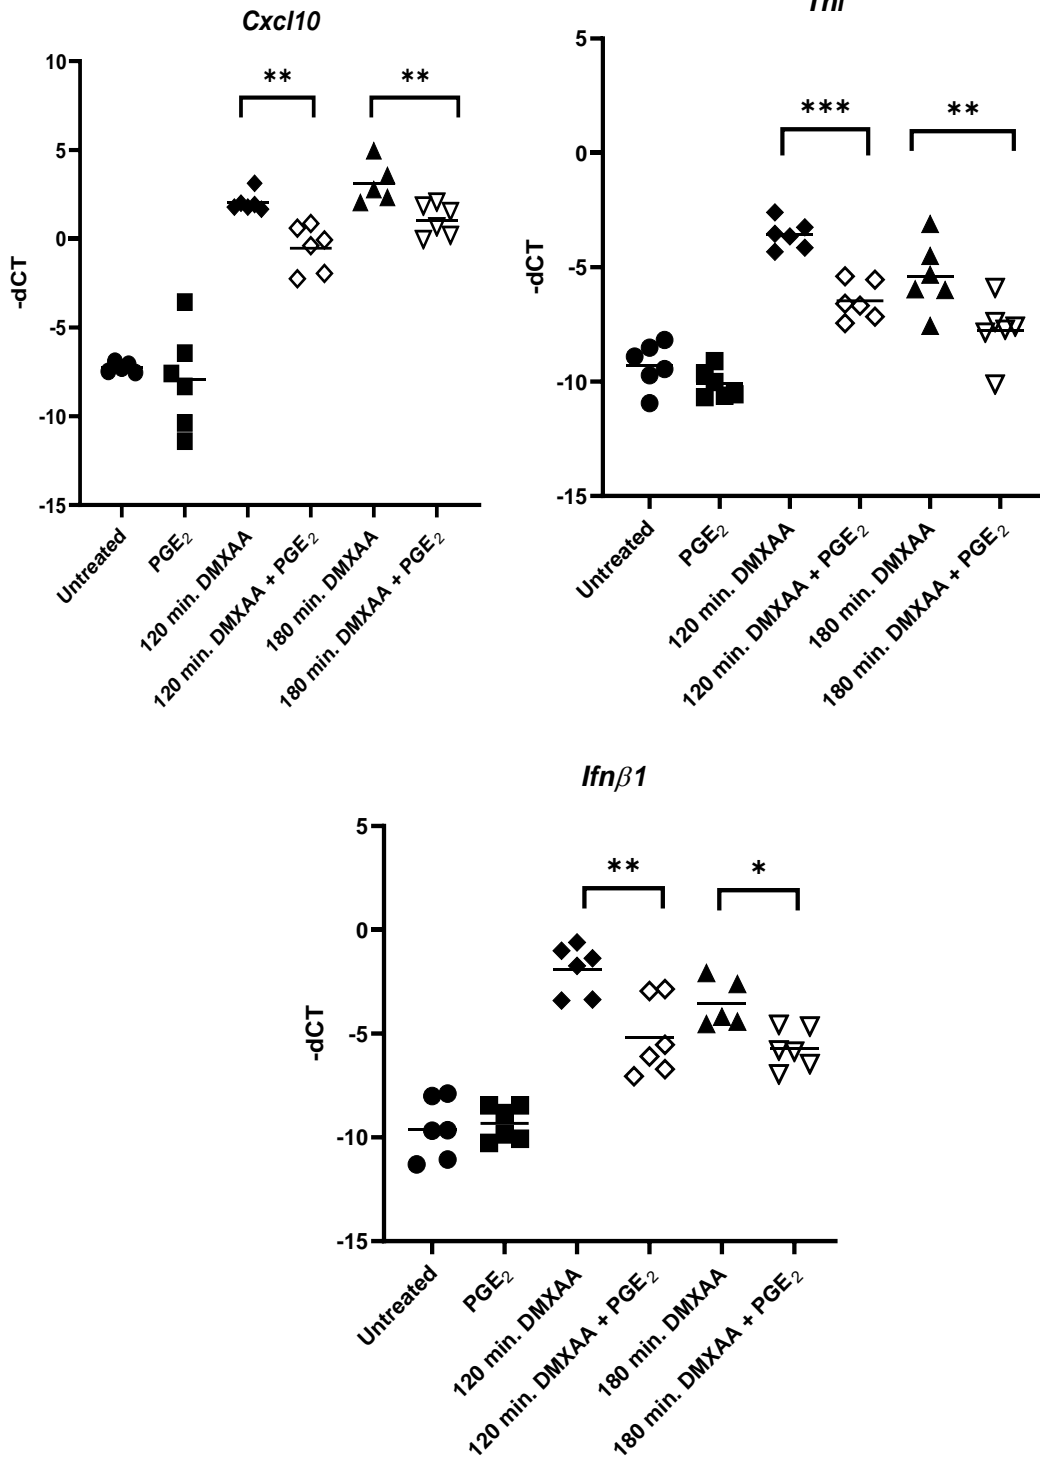 Cxcl10
10
5
0
-5
-10
-15
-dCT
** **
Untreated
PGE₂
120 min. DMXAA
120 min. DMXAA + PGE₂
180 min. DMXAA
180 min. DMXAA + PGE₂
5
0
-5
-10
-15
-dCT
*** **
Untreated
PGE₂
120 min. DMXAA
120 min. DMXAA + PGE₂
180 min. DMXAA
180 min. DMXAA + PGE₂
Ifnβ1
5
0
-5
-10
-15
-dCT
** *
Untreated
PGE₂
120 min. DMXAA
120 min. DMXAA + PGE₂
180 min. DMXAA
180 min. DMXAA + PGE₂